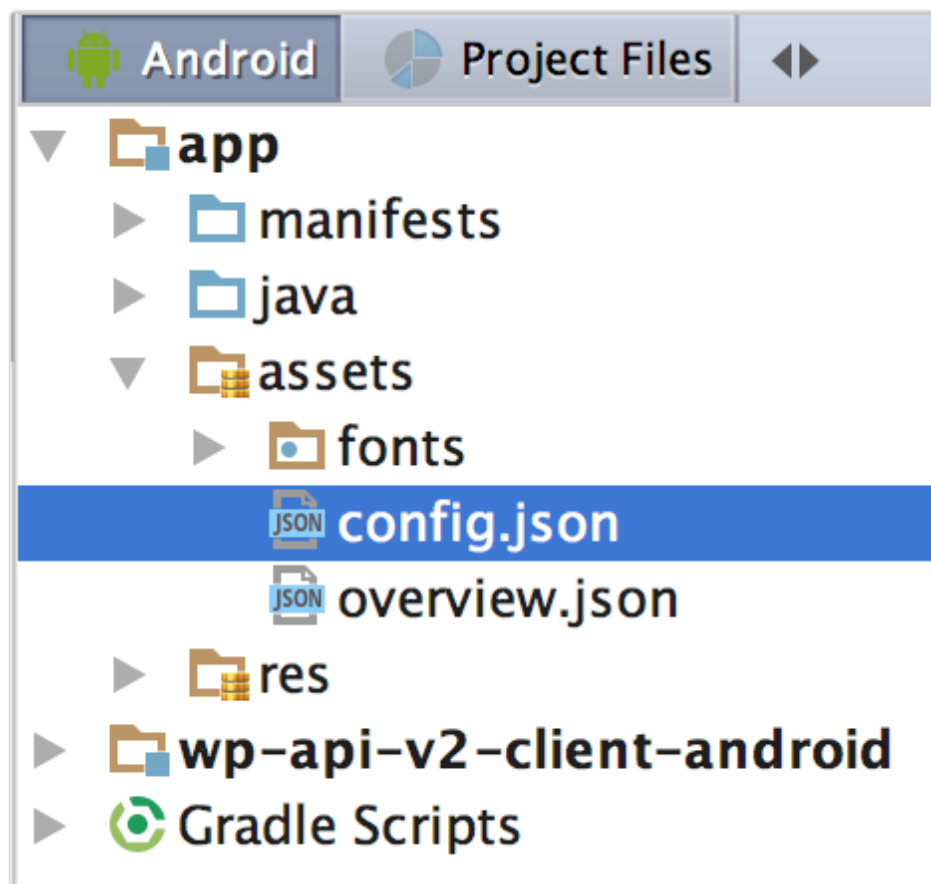 Android Project Files
app
manifests
java
assets
fonts
JSON config.json
JSON overview.json
res
wp-api-v2-client-android
Gradle Scripts